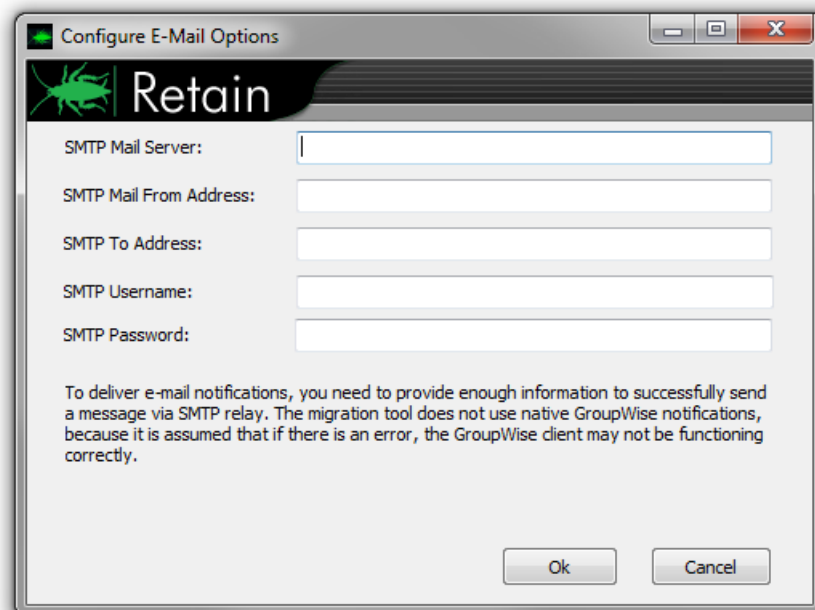 Configure E-Mail Options
Retain
SMTP Mail Server:
SMTP Mail From Address:
SMTP To Address:
SMTP Username:
SMTP Password:
To deliver e-mail notifications, you need to provide enough information to successfully send
a message via SMTP relay. The migration tool does not use native GroupWise notifications,
because it is assumed that if there is an error, the GroupWise client may not be functioning
correctly.
Ok Cancel